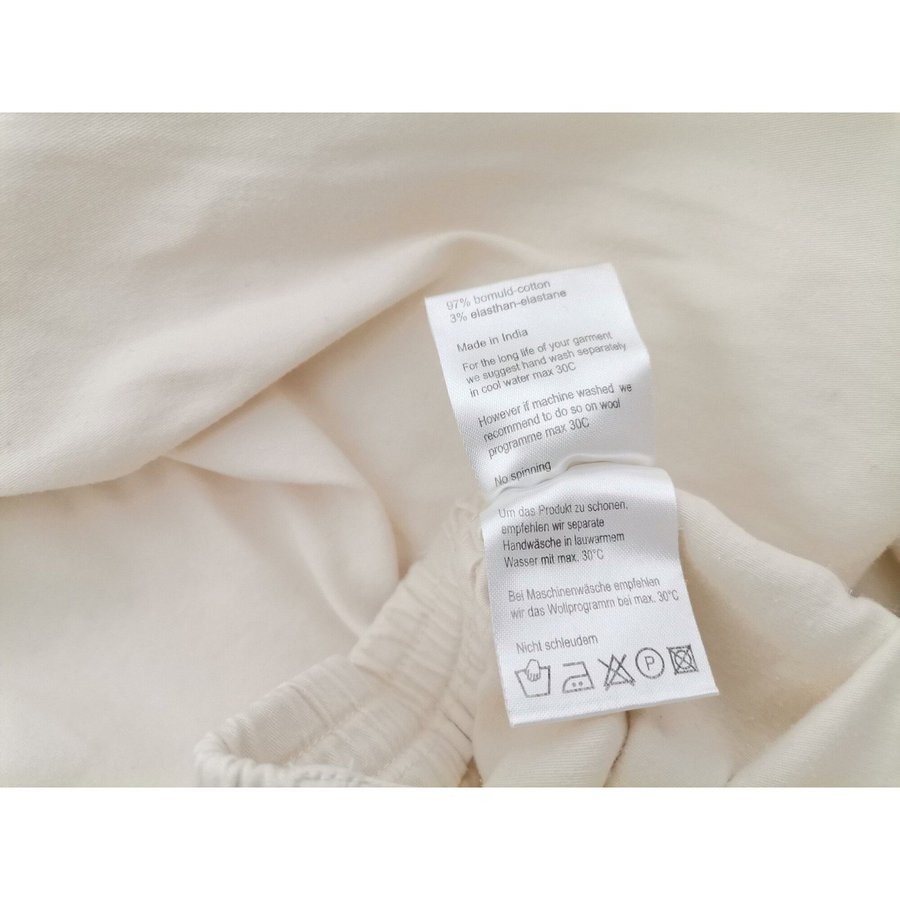 97% bomuld-cotton
3% elasthan-elastane
Made in India
For the long life of your garment
we suggest hand wash separately
in cool water max 30C
However if machine washed we
recommend to do so on wool
programme max 30C
No spinning
Um das Produkt zu schonen,
empfehlen wir separate
Handwäsche in lauwarmem
Wasser mit max. 30°C
Bei Maschinenwäsche empfehlen
wir das Wollprogramm bei max. 30°C
Nicht schleudern
P